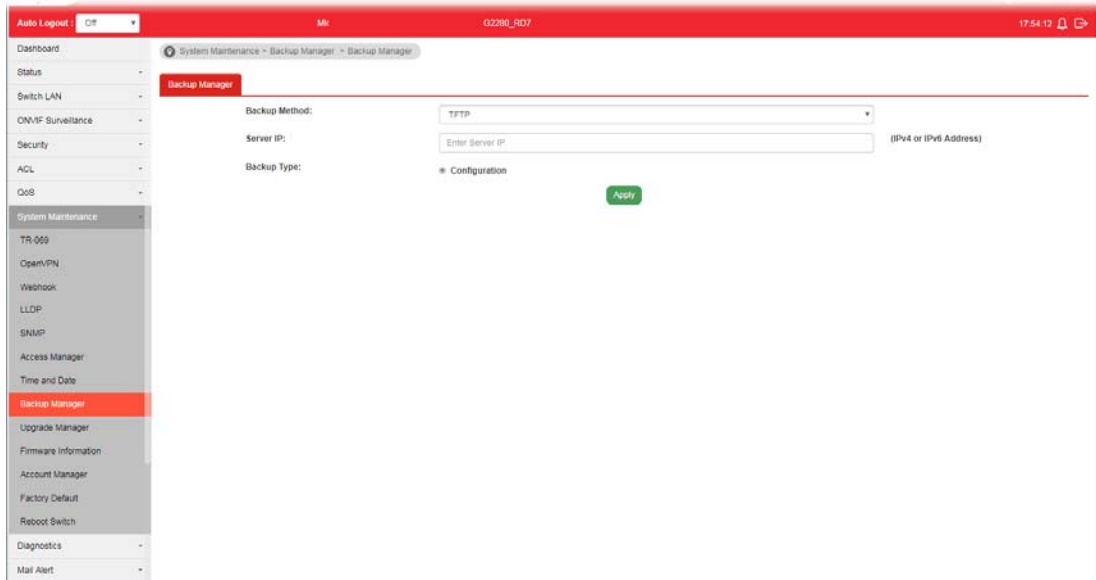 Auto Logout : Off
Mk
G2280_RD7
17:54:12
Dashboard
Status
Switch LAN
ONVIF Surveillance
Security
ACL
QoS
System Maintenance
TR-069
OpenVPN
Webhook
LLDP
SNMP
Access Manager
Time and Date
Backup Manager
Upgrade Manager
Firmware Information
Account Manager
Factory Default
Reboot Switch
Diagnostics
Mail Alert
System Maintenance > Backup Manager > Backup Manager
Backup Manager
Backup Method: TFTP
Server IP: Enter Server IP (IPv4 or IPv6 Address)
Backup Type: Configuration
Apply